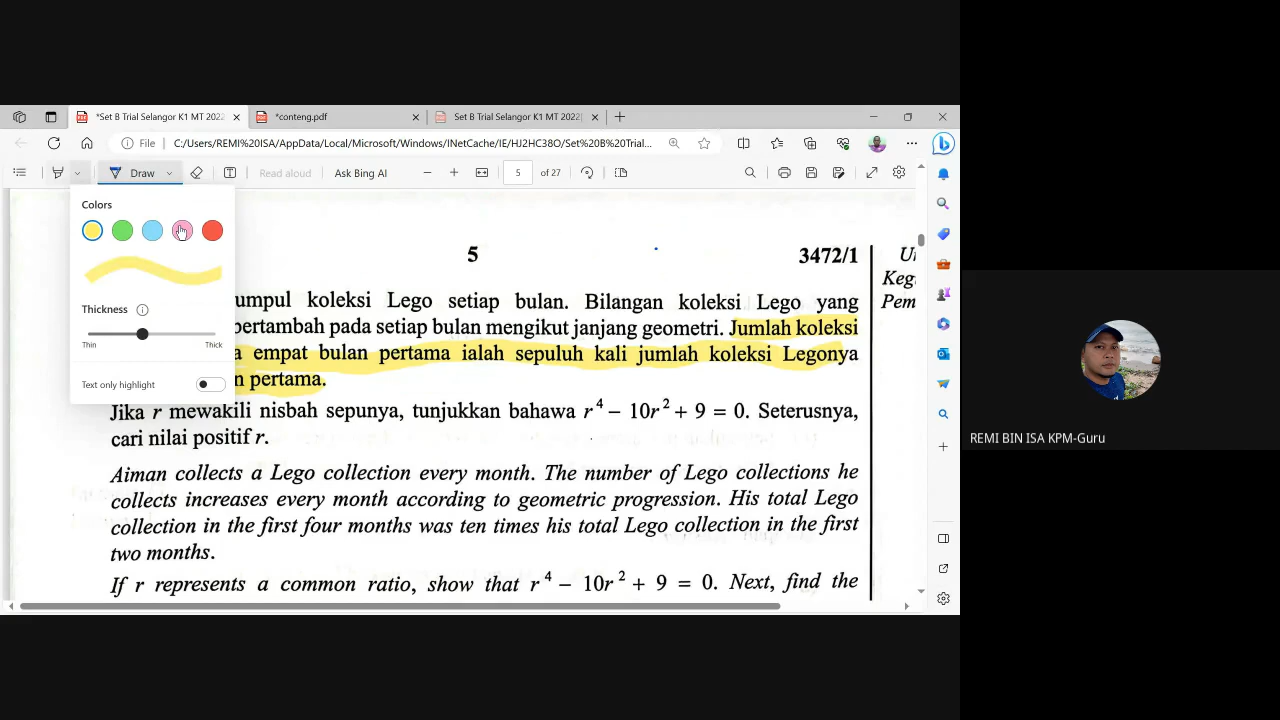 *Set B Trial Selangor K1 MT 2022
*conteng.pdf
Set B Trial Selangor K1 MT 2022
File
C:/Users/REMI%20ISA/AppData/Local/Microsoft/Windows/INetCache/IE/HJ2HC38O/Set%20B%20Trial...
Draw
Read aloud
Ask Bing AI
5 of 27
Colors
Thickness
Thin
Thick
Text only highlight
5
3472/1
Keg
Pem
umpul koleksi Lego setiap bulan. Bilangan koleksi Lego yang
pertambah pada setiap bulan mengikut janjang geometri. Jumlah koleksi
a empat bulan pertama ialah sepuluh kali jumlah koleksi Legonya
n pertama.
Jika r mewakili nisbah sepunya, tunjukkan bahawa r⁴ − 10r² + 9 = 0. Seterusnya,
cari nilai positif r.
Aiman collects a Lego collection every month. The number of Lego collections he
collects increases every month according to geometric progression. His total Lego
collection in the first four months was ten times his total Lego collection in the first
two months.
If r represents a common ratio, show that r⁴ − 10r² + 9 = 0. Next, find the
REMI BIN ISA KPM-Guru